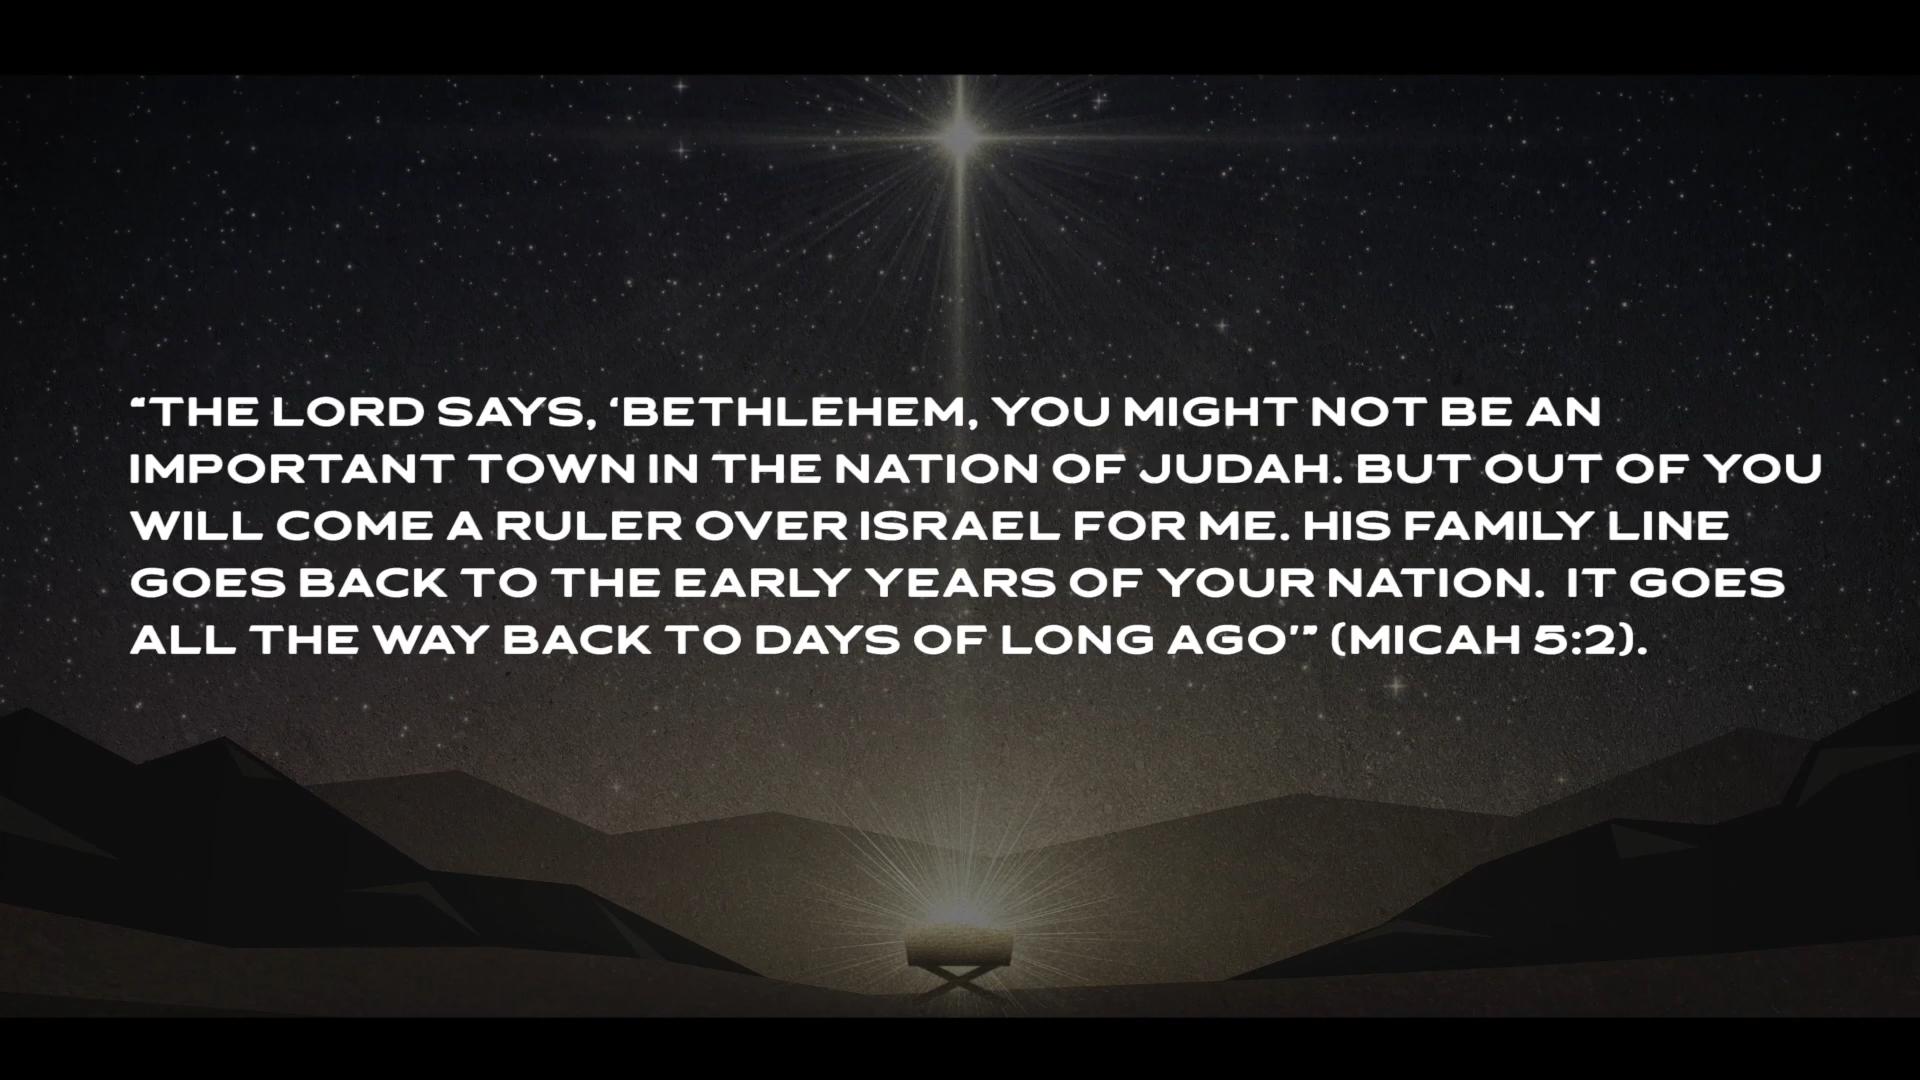 “THE LORD SAYS, ‘BETHLEHEM, YOU MIGHT NOT BE AN
IMPORTANT TOWN IN THE NATION OF JUDAH. BUT OUT OF YOU
WILL COME A RULER OVER ISRAEL FOR ME. HIS FAMILY LINE
GOES BACK TO THE EARLY YEARS OF YOUR NATION. IT GOES
ALL THE WAY BACK TO DAYS OF LONG AGO’” (MICAH 5:2).